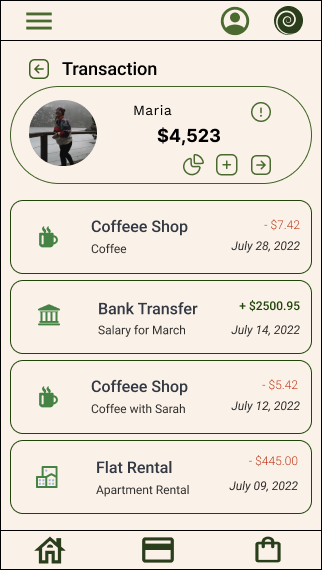 Transaction
Maria
$4,523
Coffeee Shop
- $7.42
Coffee
July 28, 2022
Bank Transfer
+ $2500.95
Salary for March
July 14, 2022
Coffeee Shop
- $5.42
Coffee with Sarah
July 12, 2022
Flat Rental
- $445.00
Apartment Rental
July 09, 2022